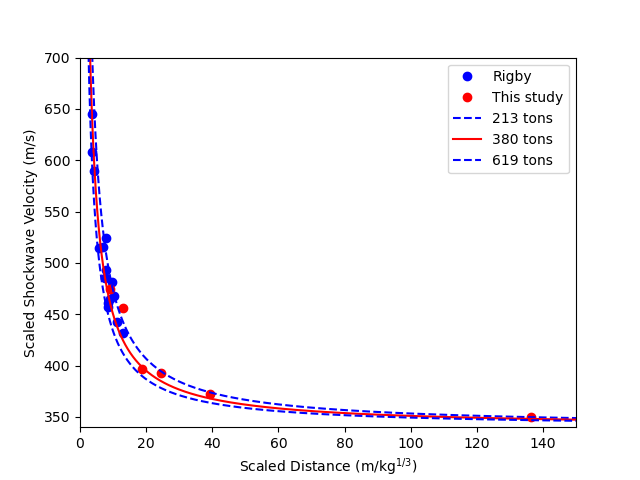 700
650
600
550
500
450
400
350
0
20
40
60
80
100
120
140
Scaled Shockwave Velocity (m/s)
Scaled Distance (m/kg^{1/3})
Rigby
This study
213 tons
380 tons
619 tons